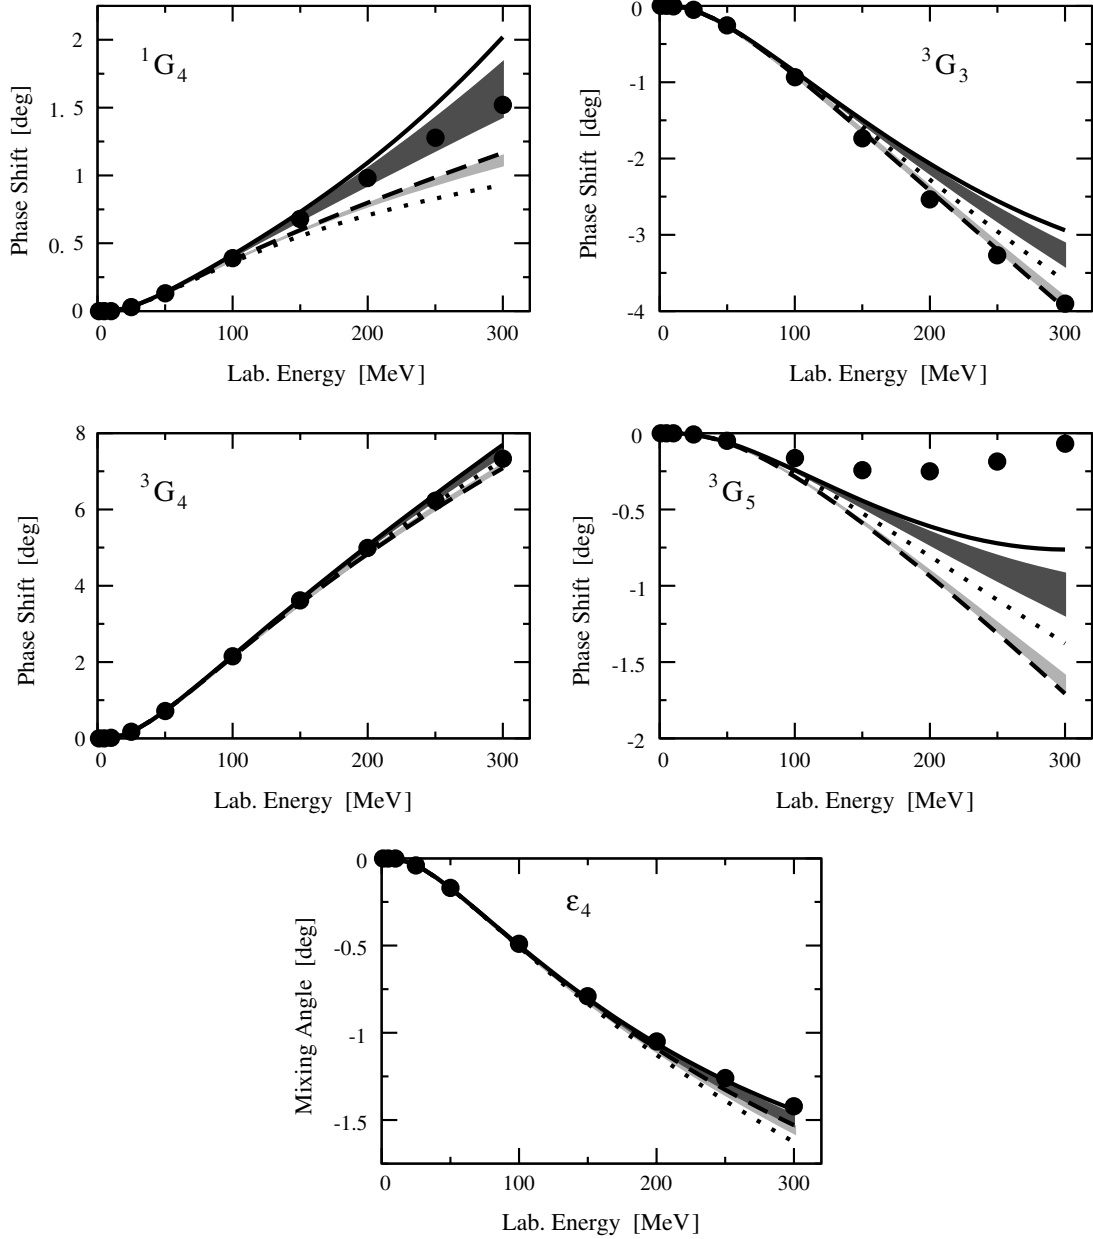 2
1. 5
1
0. 5
0
0 100 200 300
Phase Shift [deg]
Lab. Energy [MeV]
¹G₄
0
-1
-2
-3
-4
0 100 200 300
Phase Shift [deg]
Lab. Energy [MeV]
³G₃
8
6
4
2
0
0 100 200 300
Phase Shift [deg]
Lab. Energy [MeV]
³G₄
0
-0.5
-1
-1.5
-2
0 100 200 300
Phase Shift [deg]
Lab. Energy [MeV]
³G₅
0
-0.5
-1
-1.5
0 100 200 300
Mixing Angle [deg]
Lab. Energy [MeV]
ε₄